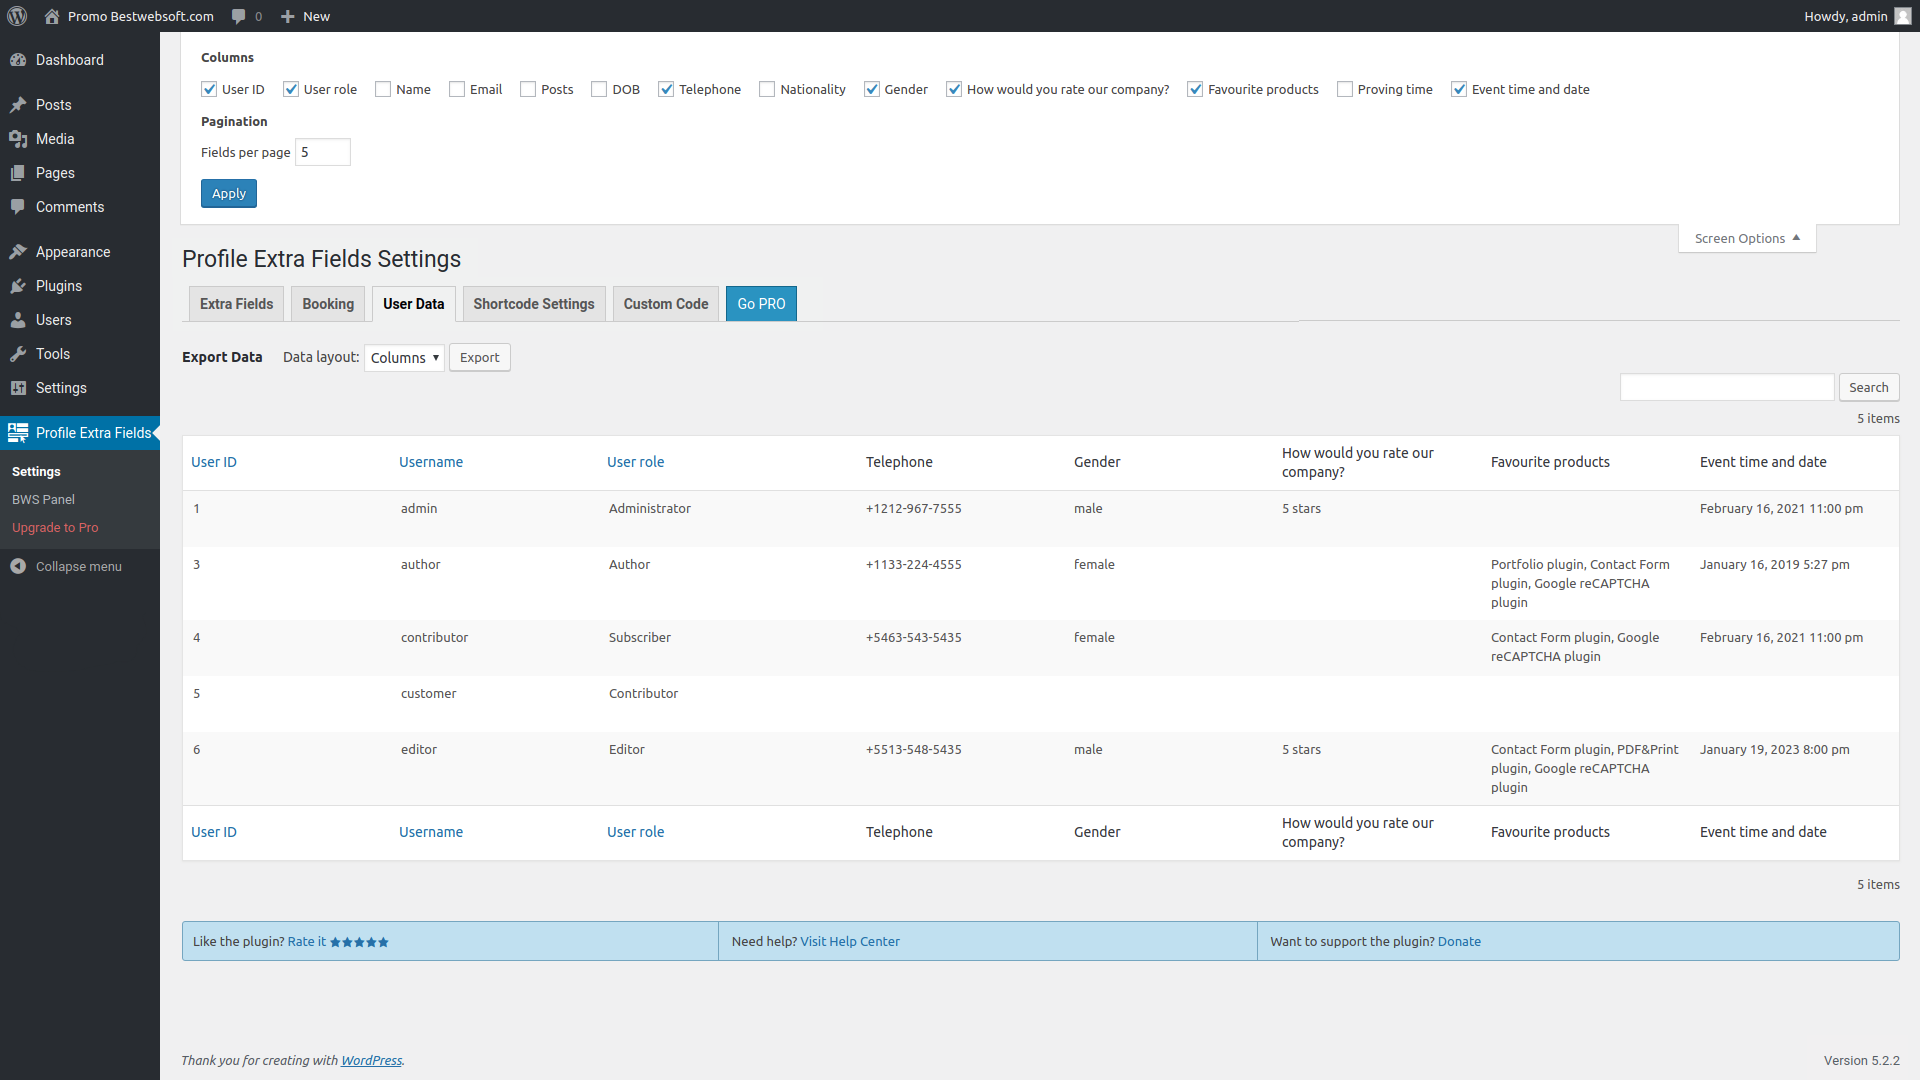 Promo Bestwebsoft.com 0 New Howdy, admin
Dashboard
Posts
Media
Pages
Comments
Appearance
Plugins
Users
Tools
Settings
Profile Extra Fields
Settings
BWS Panel
Upgrade to Pro
Collapse menu
Columns
User ID User role Name Email Posts DOB Telephone Nationality Gender How would you rate our company? Favourite products Proving time Event time and date
Pagination
Fields per page 5
Apply
Screen Options
Profile Extra Fields Settings
Extra Fields Booking User Data Shortcode Settings Custom Code Go PRO
Export Data Data layout: Columns Export
Search
5 items
User ID Username User role Telephone Gender How would you rate our company? Favourite products Event time and date
1 admin Administrator +1212-967-7555 male 5 stars February 16, 2021 11:00 pm
3 author Author +1133-224-4555 female Portfolio plugin, Contact Form January 16, 2019 5:27 pm
plugin, Google reCAPTCHA
plugin
4 contributor Subscriber +5463-543-5435 female Contact Form plugin, Google February 16, 2021 11:00 pm
reCAPTCHA plugin
5 customer Contributor
6 editor Editor +5513-548-5435 male 5 stars Contact Form plugin, PDF&Print January 19, 2023 8:00 pm
plugin, Google reCAPTCHA
plugin
User ID Username User role Telephone Gender How would you rate our company? Favourite products Event time and date
5 items
Like the plugin? Rate it ★★★★★ Need help? Visit Help Center Want to support the plugin? Donate
Thank you for creating with WordPress. Version 5.2.2